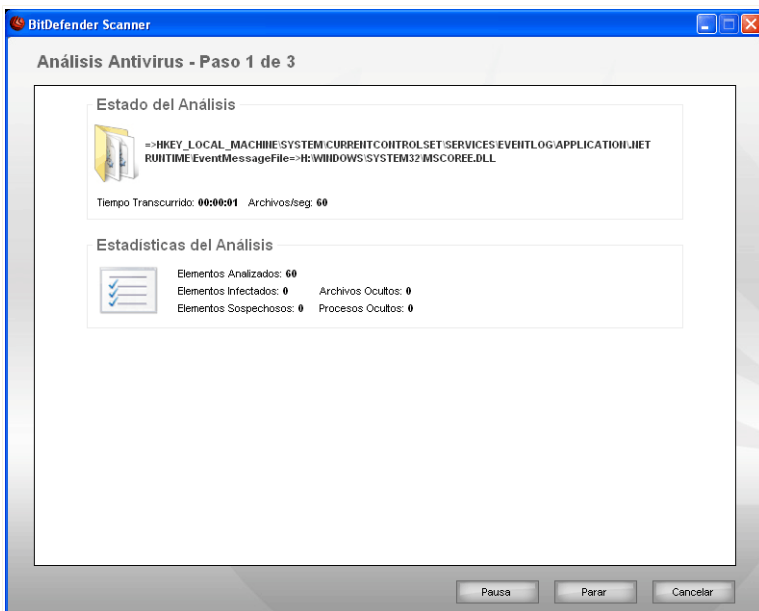 BitDefender Scanner
Análisis Antivirus - Paso 1 de 3
Estado del Análisis
=>HKEY_LOCAL_MACHINE\SYSTEM\CURRENTCONTROLSET\SERVICES\EVENTLOG\APPLICATION\.NET
RUNTIME\EventMessageFile=>H:\WINDOWS\SYSTEM32\MSCOREE.DLL
Tiempo Transcurrido: 00:00:01 Archivos/seg: 60
Estadísticas del Análisis
Elementos Analizados: 60
Elementos Infectados: 0 Archivos Ocultos: 0
Elementos Sospechosos: 0 Procesos Ocultos: 0
Pausa Parar Cancelar